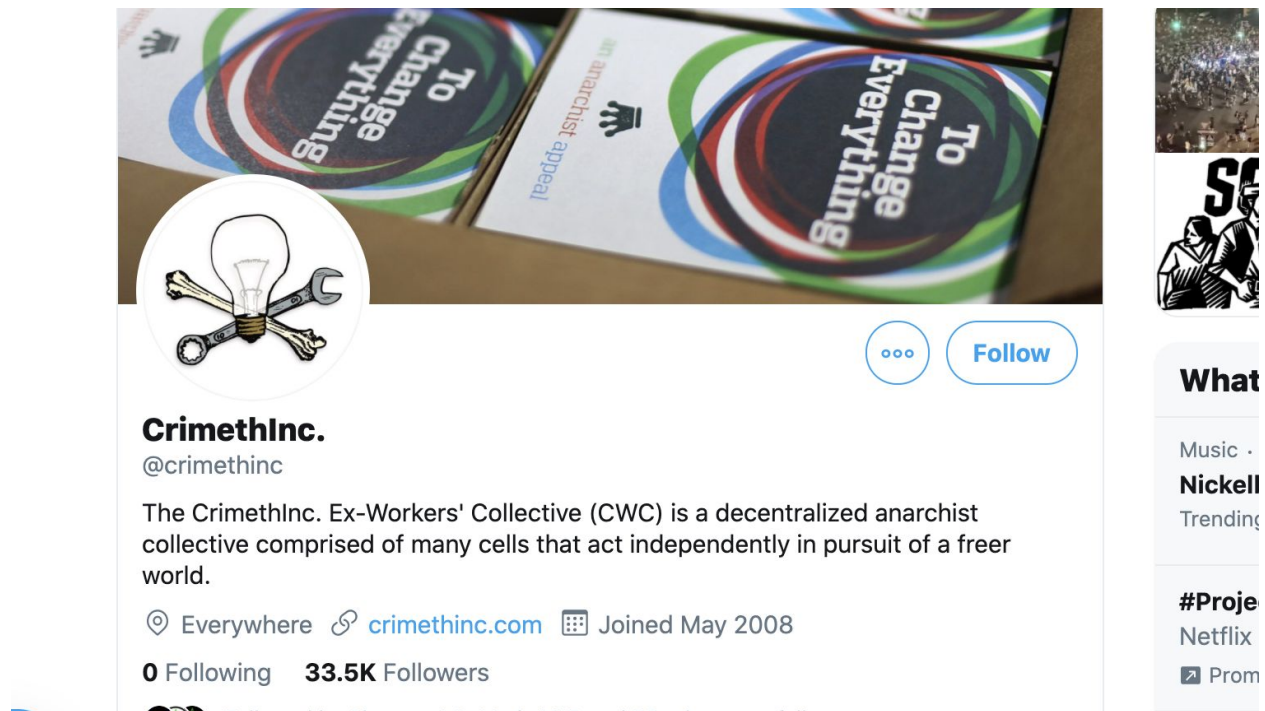 To
Change
Everything
an anarchist appeal
To
Change
Everything
Follow
CrimethInc.
@crimethinc
The CrimethInc. Ex-Workers' Collective (CWC) is a decentralized anarchist
collective comprised of many cells that act independently in pursuit of a freer
world.
Everywhere crimethinc.com Joined May 2008
0 Following 33.5K Followers
What
Music ·
Nickel
Trending
#Proje
Netflix
Prom